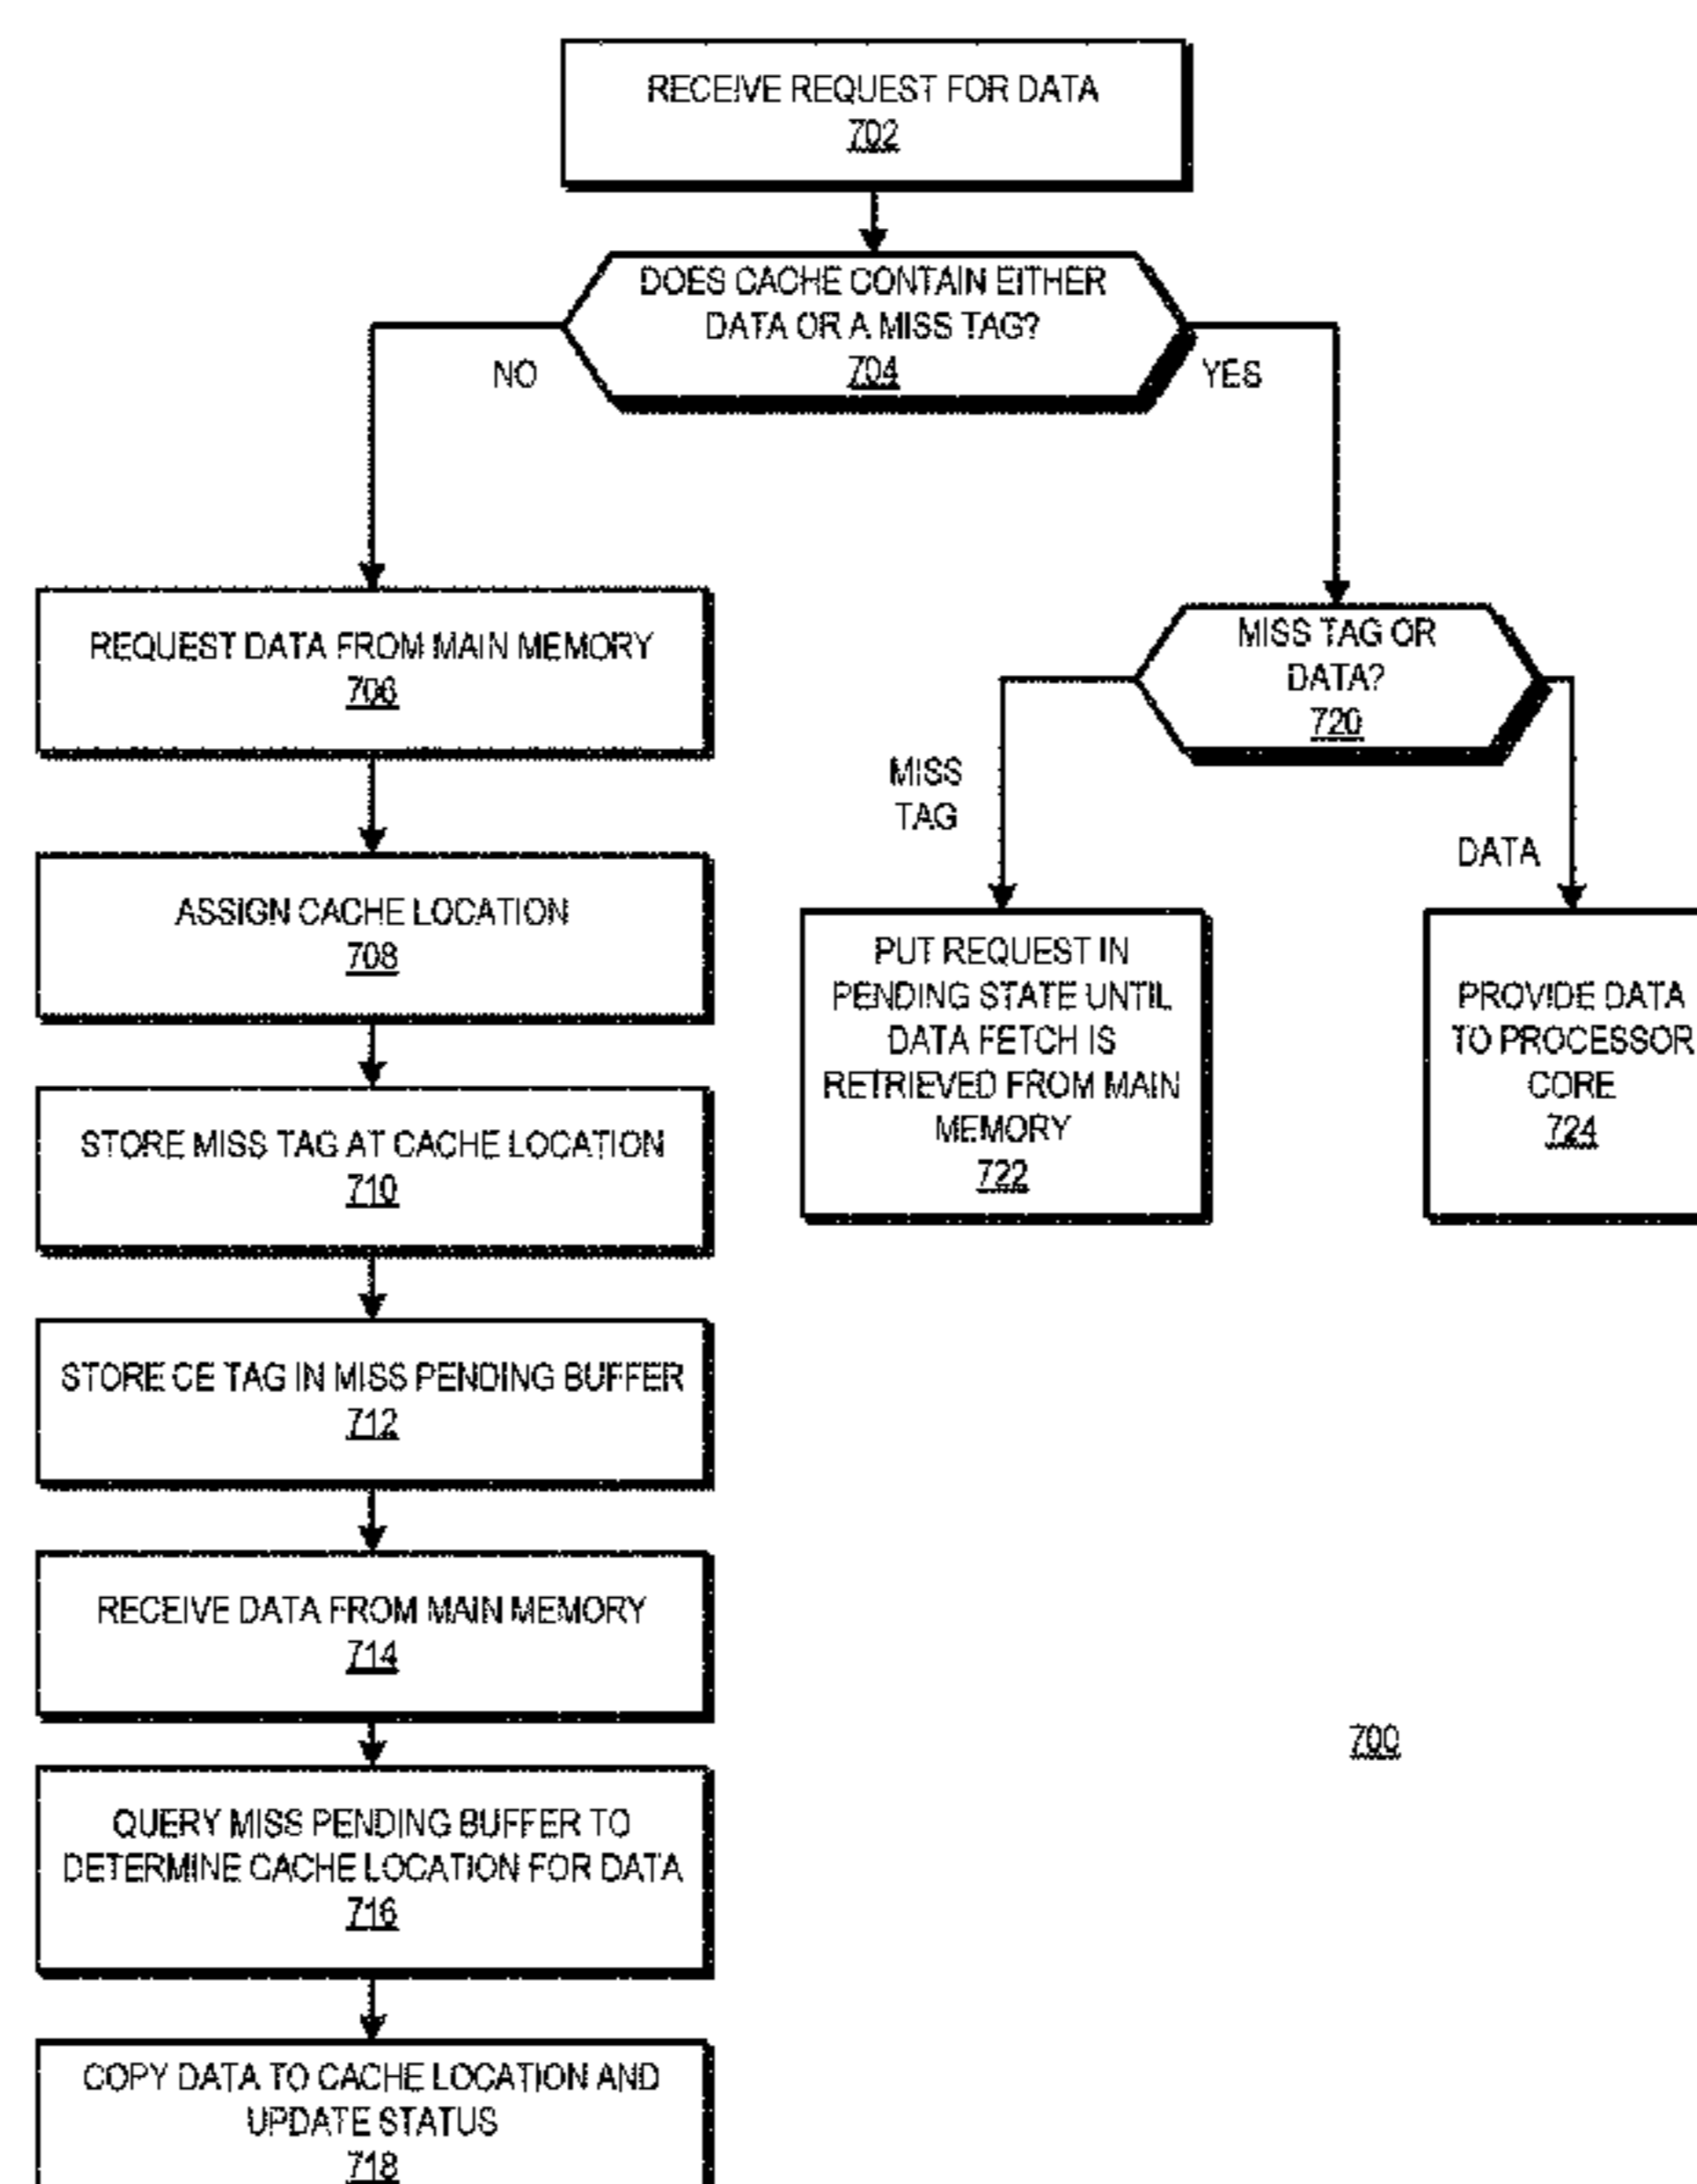 RECEIVE REQUEST FOR DATA
702
DOES CACHE CONTAIN EITHER
DATA OR A MISS TAG?
704
NO
YES
REQUEST DATA FROM MAIN MEMORY
706
MISS TAG OR
DATA?
720
MISS
TAG
DATA
ASSIGN CACHE LOCATION
708
PUT REQUEST IN
PENDING STATE UNTIL
DATA FETCH IS
RETRIEVED FROM MAIN
MEMORY
722
PROVIDE DATA
TO PROCESSOR
CORE
724
STORE MISS TAG AT CACHE LOCATION
710
STORE CE TAG IN MISS PENDING BUFFER
712
RECEIVE DATA FROM MAIN MEMORY
714
700
QUERY MISS PENDING BUFFER TO
DETERMINE CACHE LOCATION FOR DATA
716
COPY DATA TO CACHE LOCATION AND
UPDATE STATUS
718